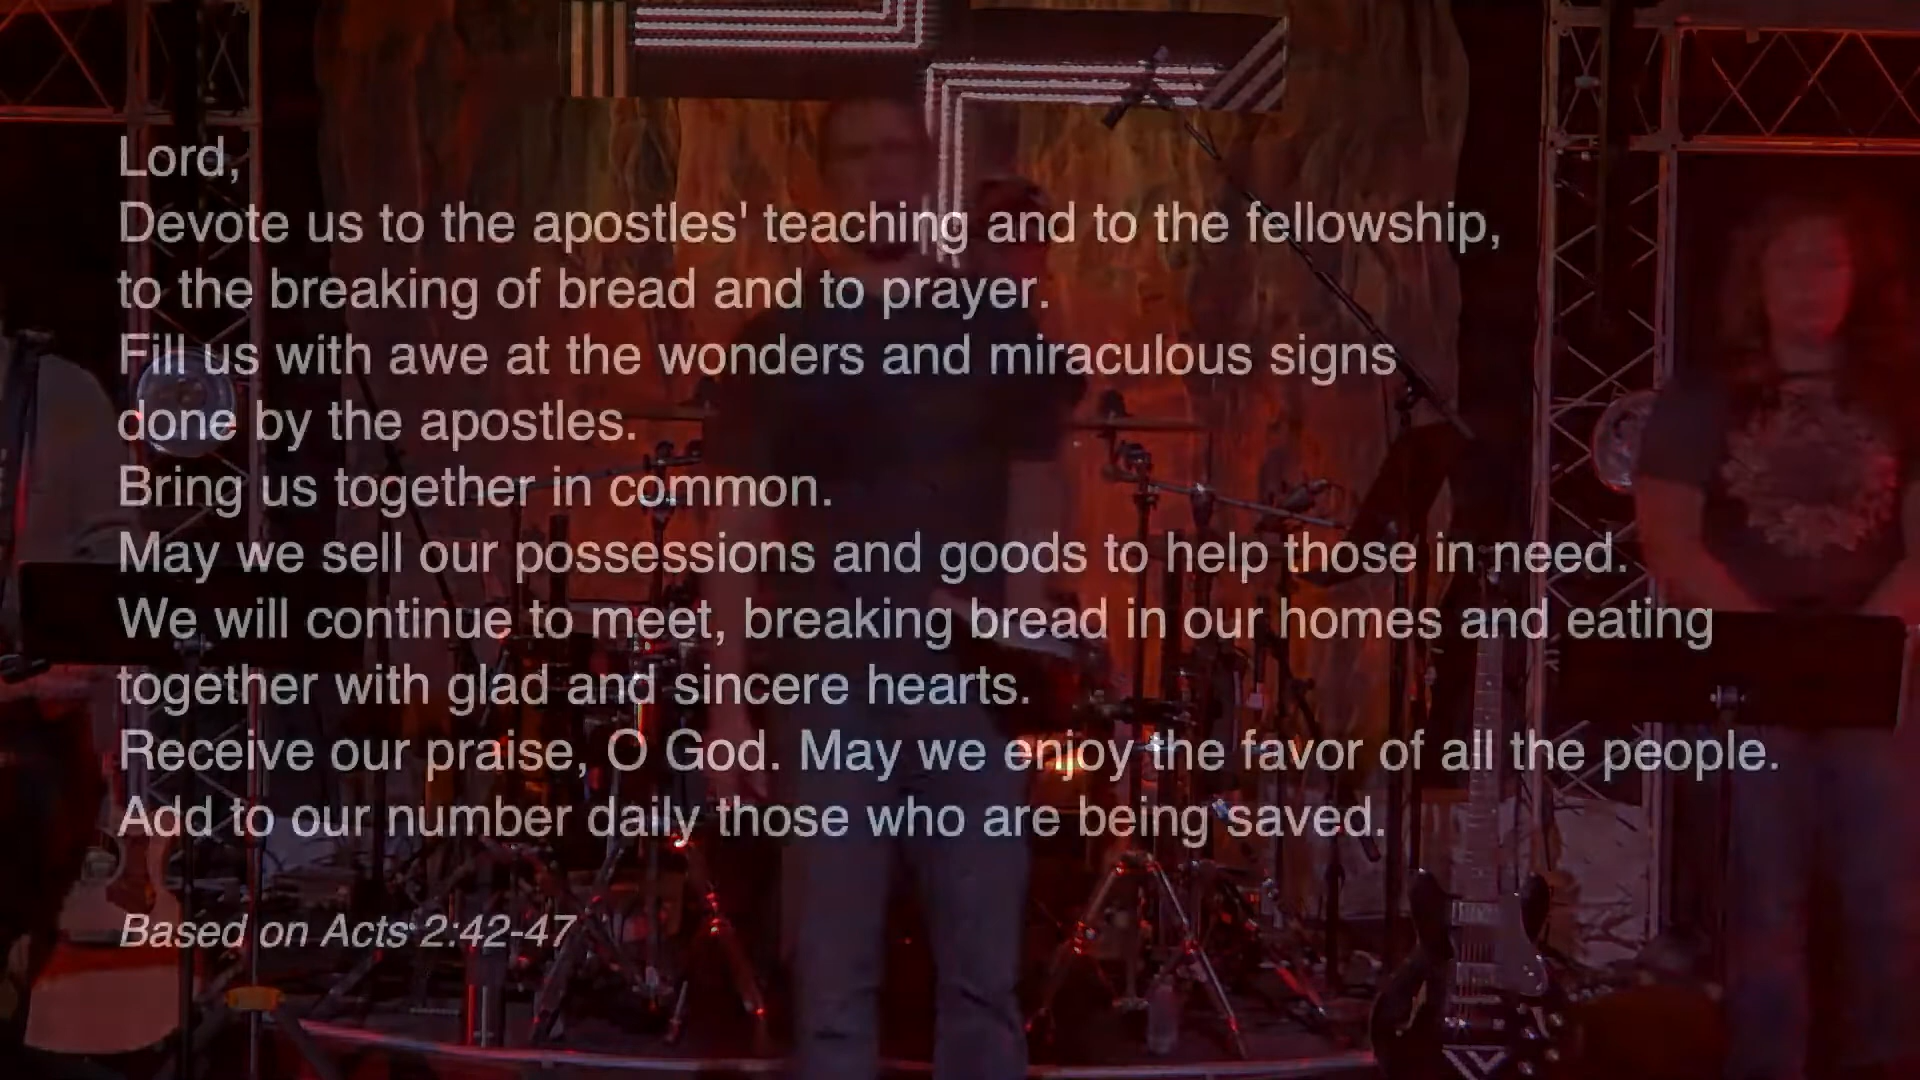 Lord,
Devote us to the apostles' teaching and to the fellowship,
to the breaking of bread and to prayer.
Fill us with awe at the wonders and miraculous signs
done by the apostles.
Bring us together in common.
May we sell our possessions and goods to help those in need.
We will continue to meet, breaking bread in our homes and eating
together with glad and sincere hearts.
Receive our praise, O God. May we enjoy the favor of all the people.
Add to our number daily those who are being saved.
Based on Acts 2:42-47